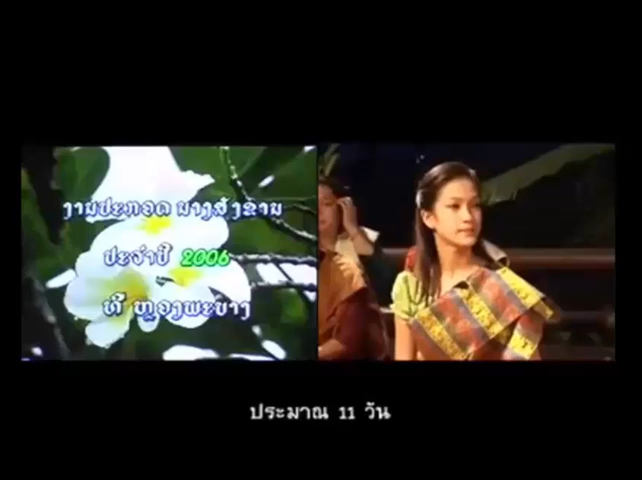 ງານປະກວດ ນາງສັງຂານ
ປະຈຳປີ 2006
ທີ່ ຫຼວງພະບາງ
ประมาณ 11 วัน